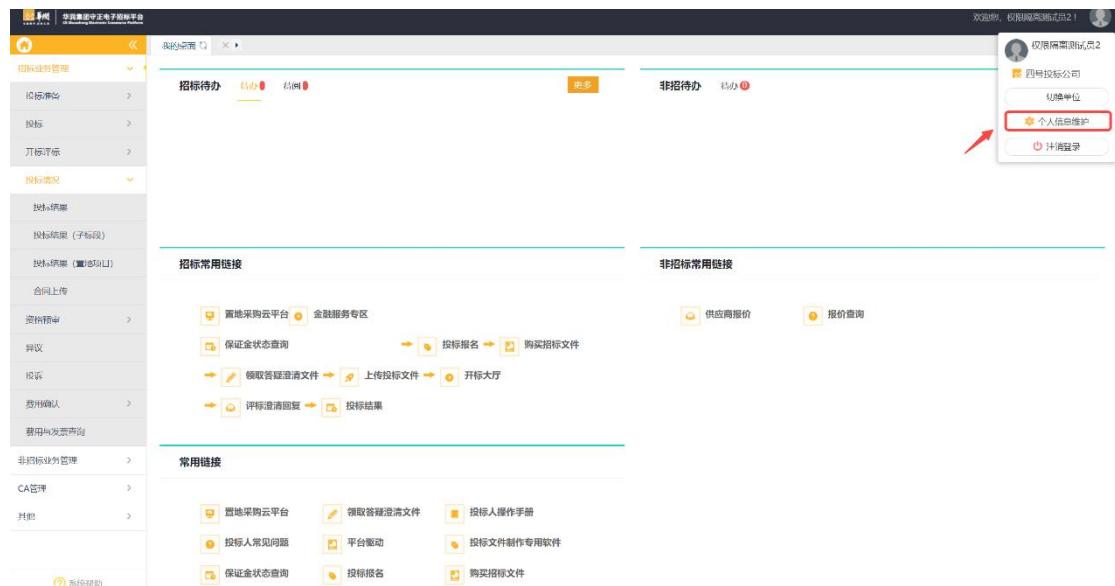 华润集团守正电子招标平台
欢迎您，权限隔离测试员2！
我的桌面
权限隔离测试员2
四号投标公司
切换单位
个人信息维护
注销登录
招标业务管理
投标准备
投标
开标评标
投标情况
投标结果
投标结果（子标段）
投标结果（置地项目）
合同上传
资格预审
异议
投诉
费用确认
费用与发票查询
非招标业务管理
CA管理
其他
系统帮助
招标待办 待办 待阅 更多
非招待办 待办 0
招标常用链接
置地采购云平台 金融服务专区
保证金状态查询 投标报名 购买招标文件
领取答疑澄清文件 上传投标文件 开标大厅
评标澄清回复 投标结果
非招标常用链接
供应商报价 报价查询
常用链接
置地采购云平台 领取答疑澄清文件 投标人操作手册
投标人常见问题 平台驱动 投标文件制作专用软件
保证金状态查询 投标报名 购买招标文件